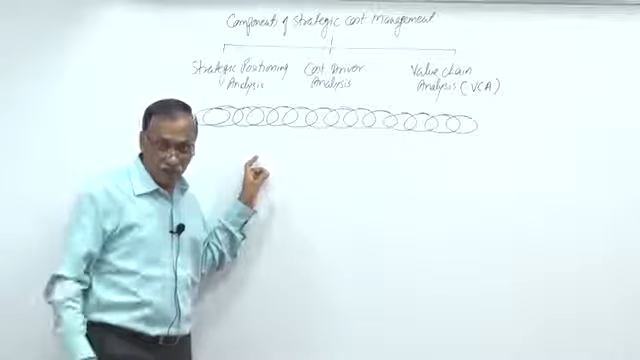 Components of strategic cost management
Strategic Positioning
Analysis
Cost Driver
Analysis
Value chain
Analysis (VCA)